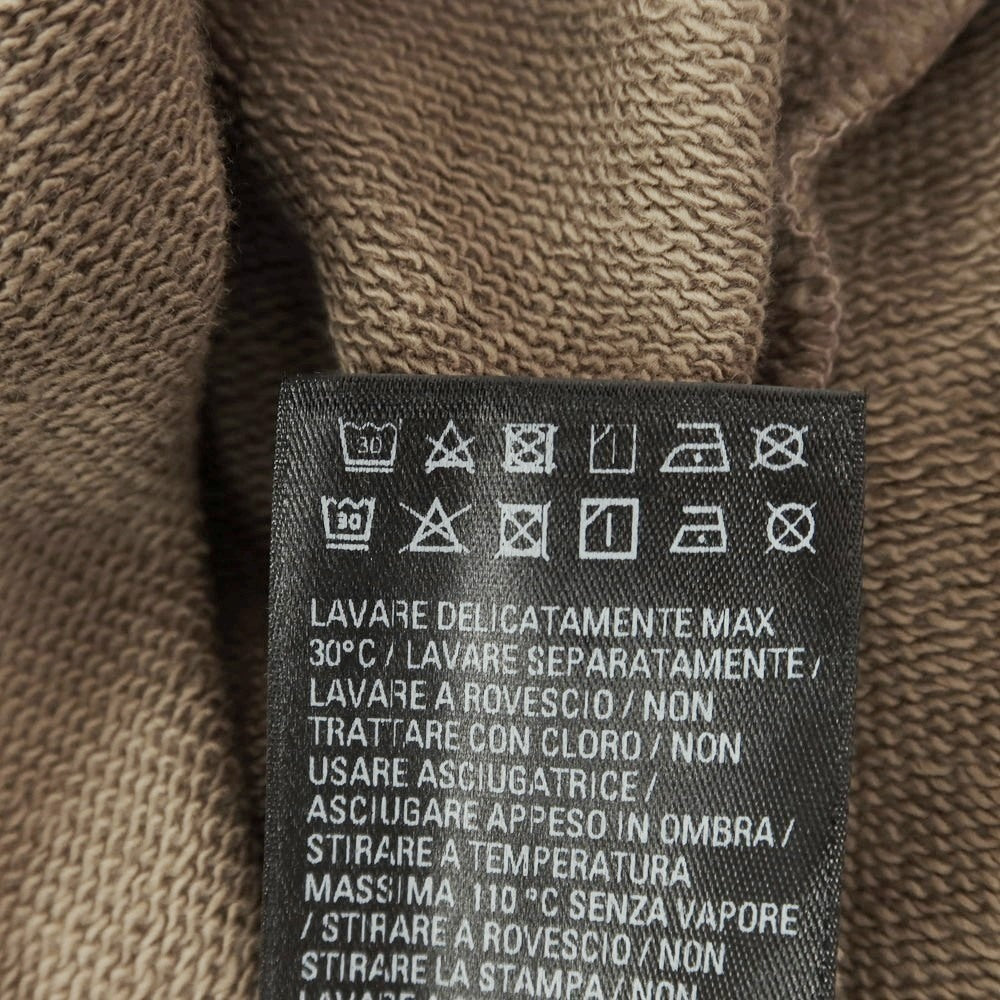 30
30
LAVARE DELICATAMENTE MAX
30°C / LAVARE SEPARATAMENTE /
LAVARE A ROVESCIO / NON
TRATTARE CON CLORO / NON
USARE ASCIUGATRICE /
ASCIUGARE APPESO IN OMBRA /
STIRARE A TEMPERATURA
MASSIMA 110 °C SENZA VAPORE
/ STIRARE A ROVESCIO / NON
STIRARE LA STAMPA / NON